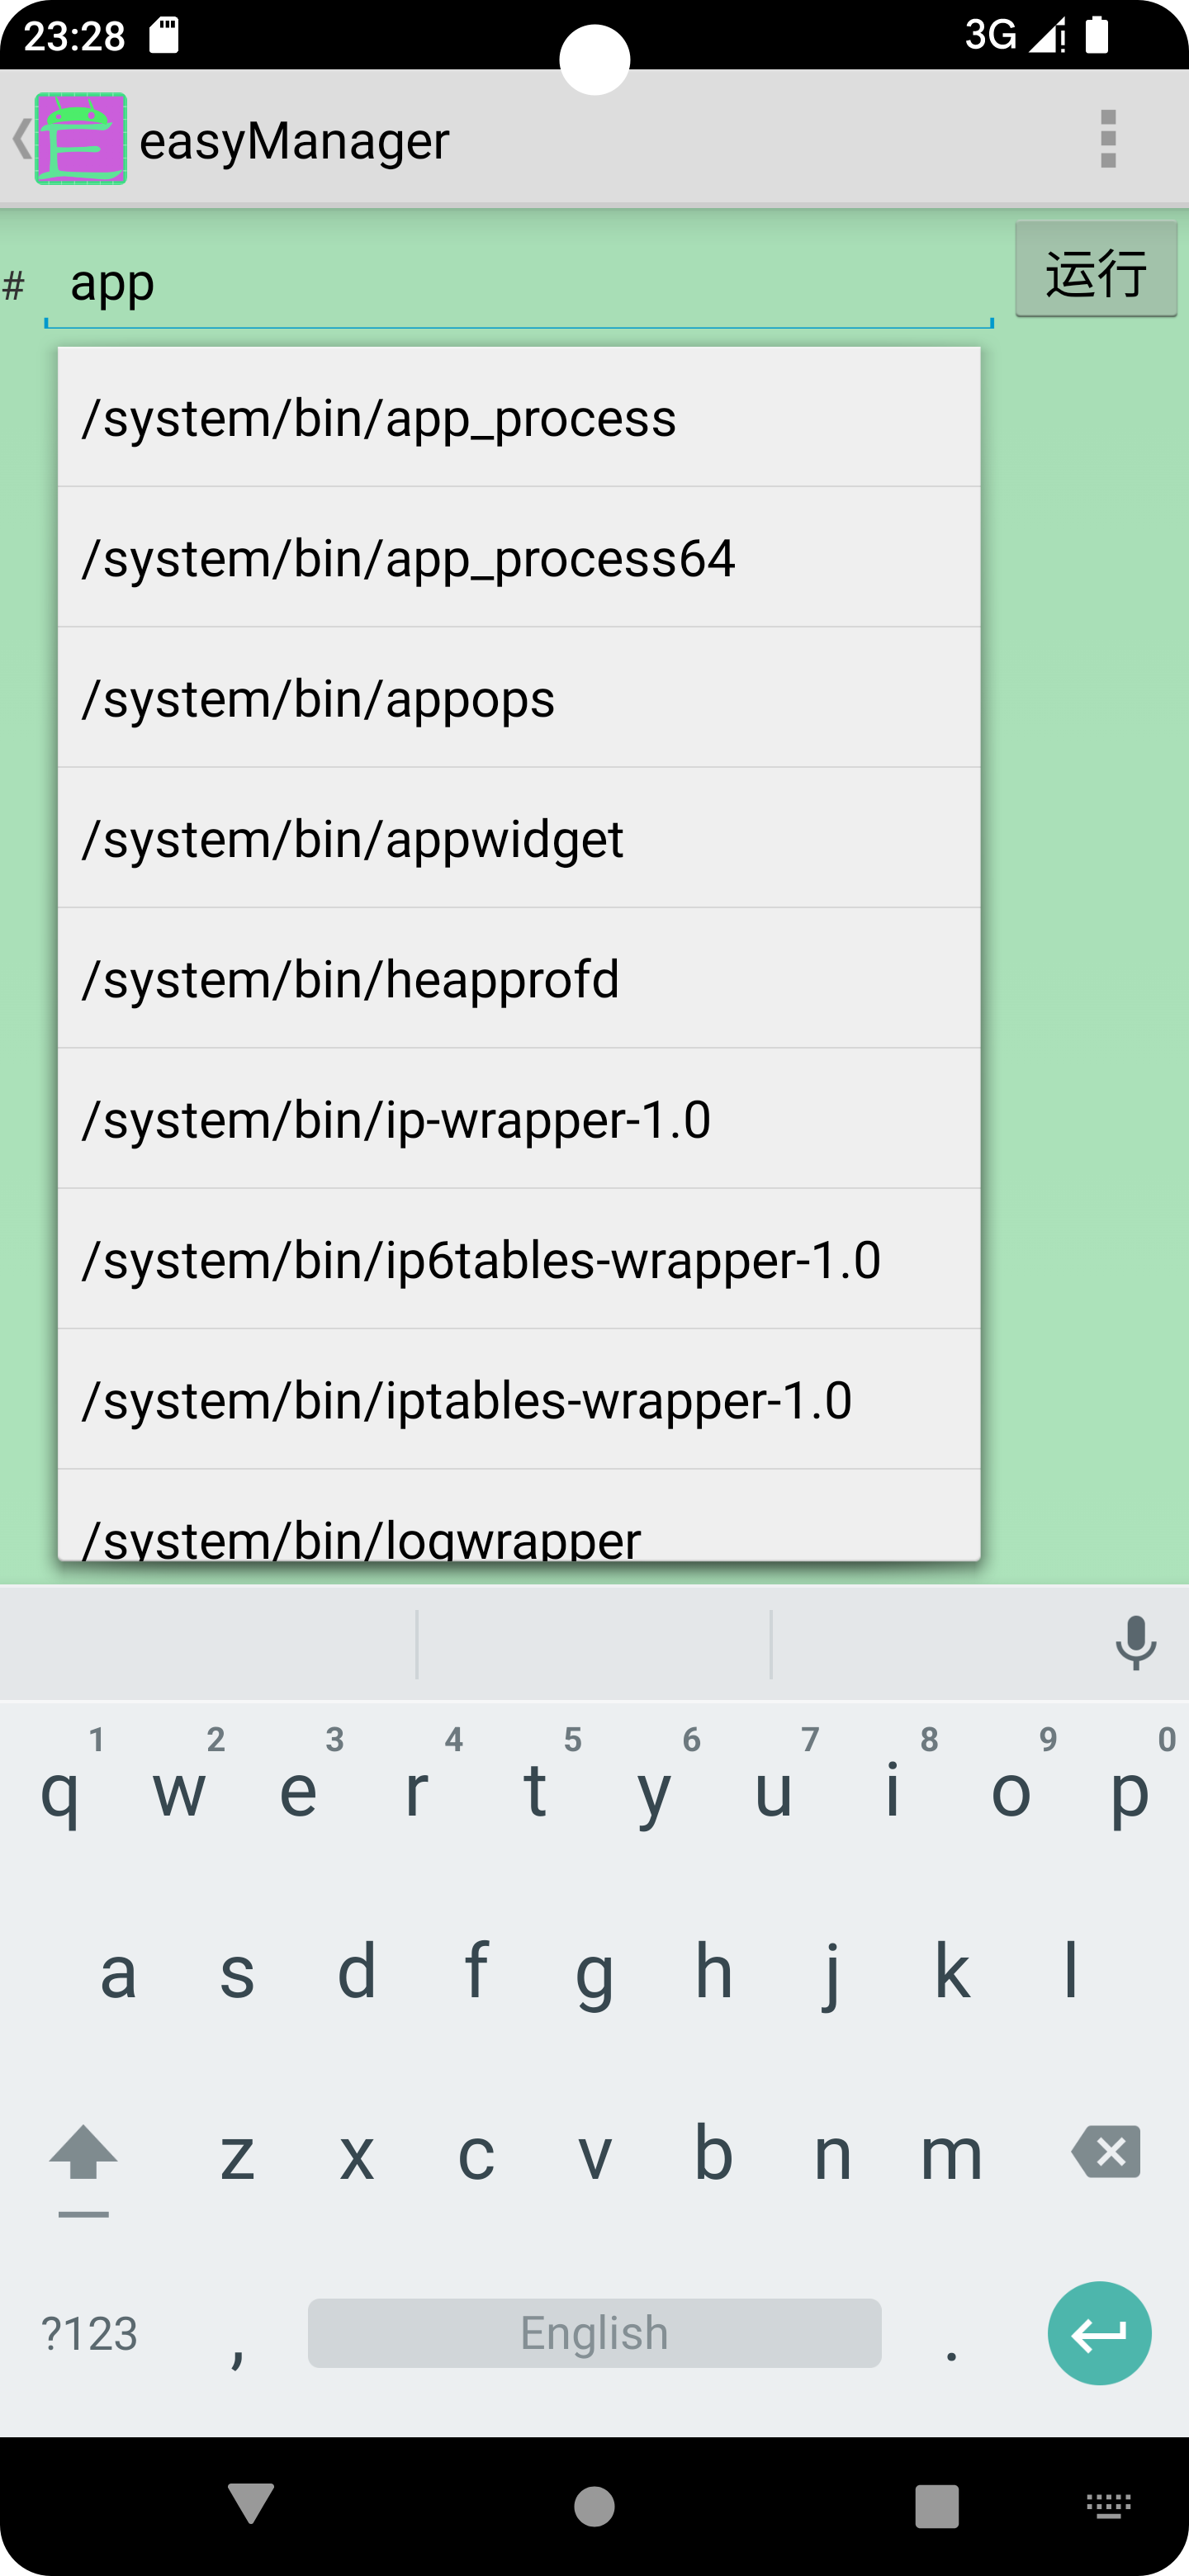 23:28 3G
easyManager
# app 运行
/system/bin/app_process
/system/bin/app_process64
/system/bin/appops
/system/bin/appwidget
/system/bin/heapprofd
/system/bin/ip-wrapper-1.0
/system/bin/ip6tables-wrapper-1.0
/system/bin/iptables-wrapper-1.0
/system/bin/logwrapper
1 2 3 4 5 6 7 8 9 0
q w e r t y u i o p
a s d f g h j k l
z x c v b n m
?123 , English .